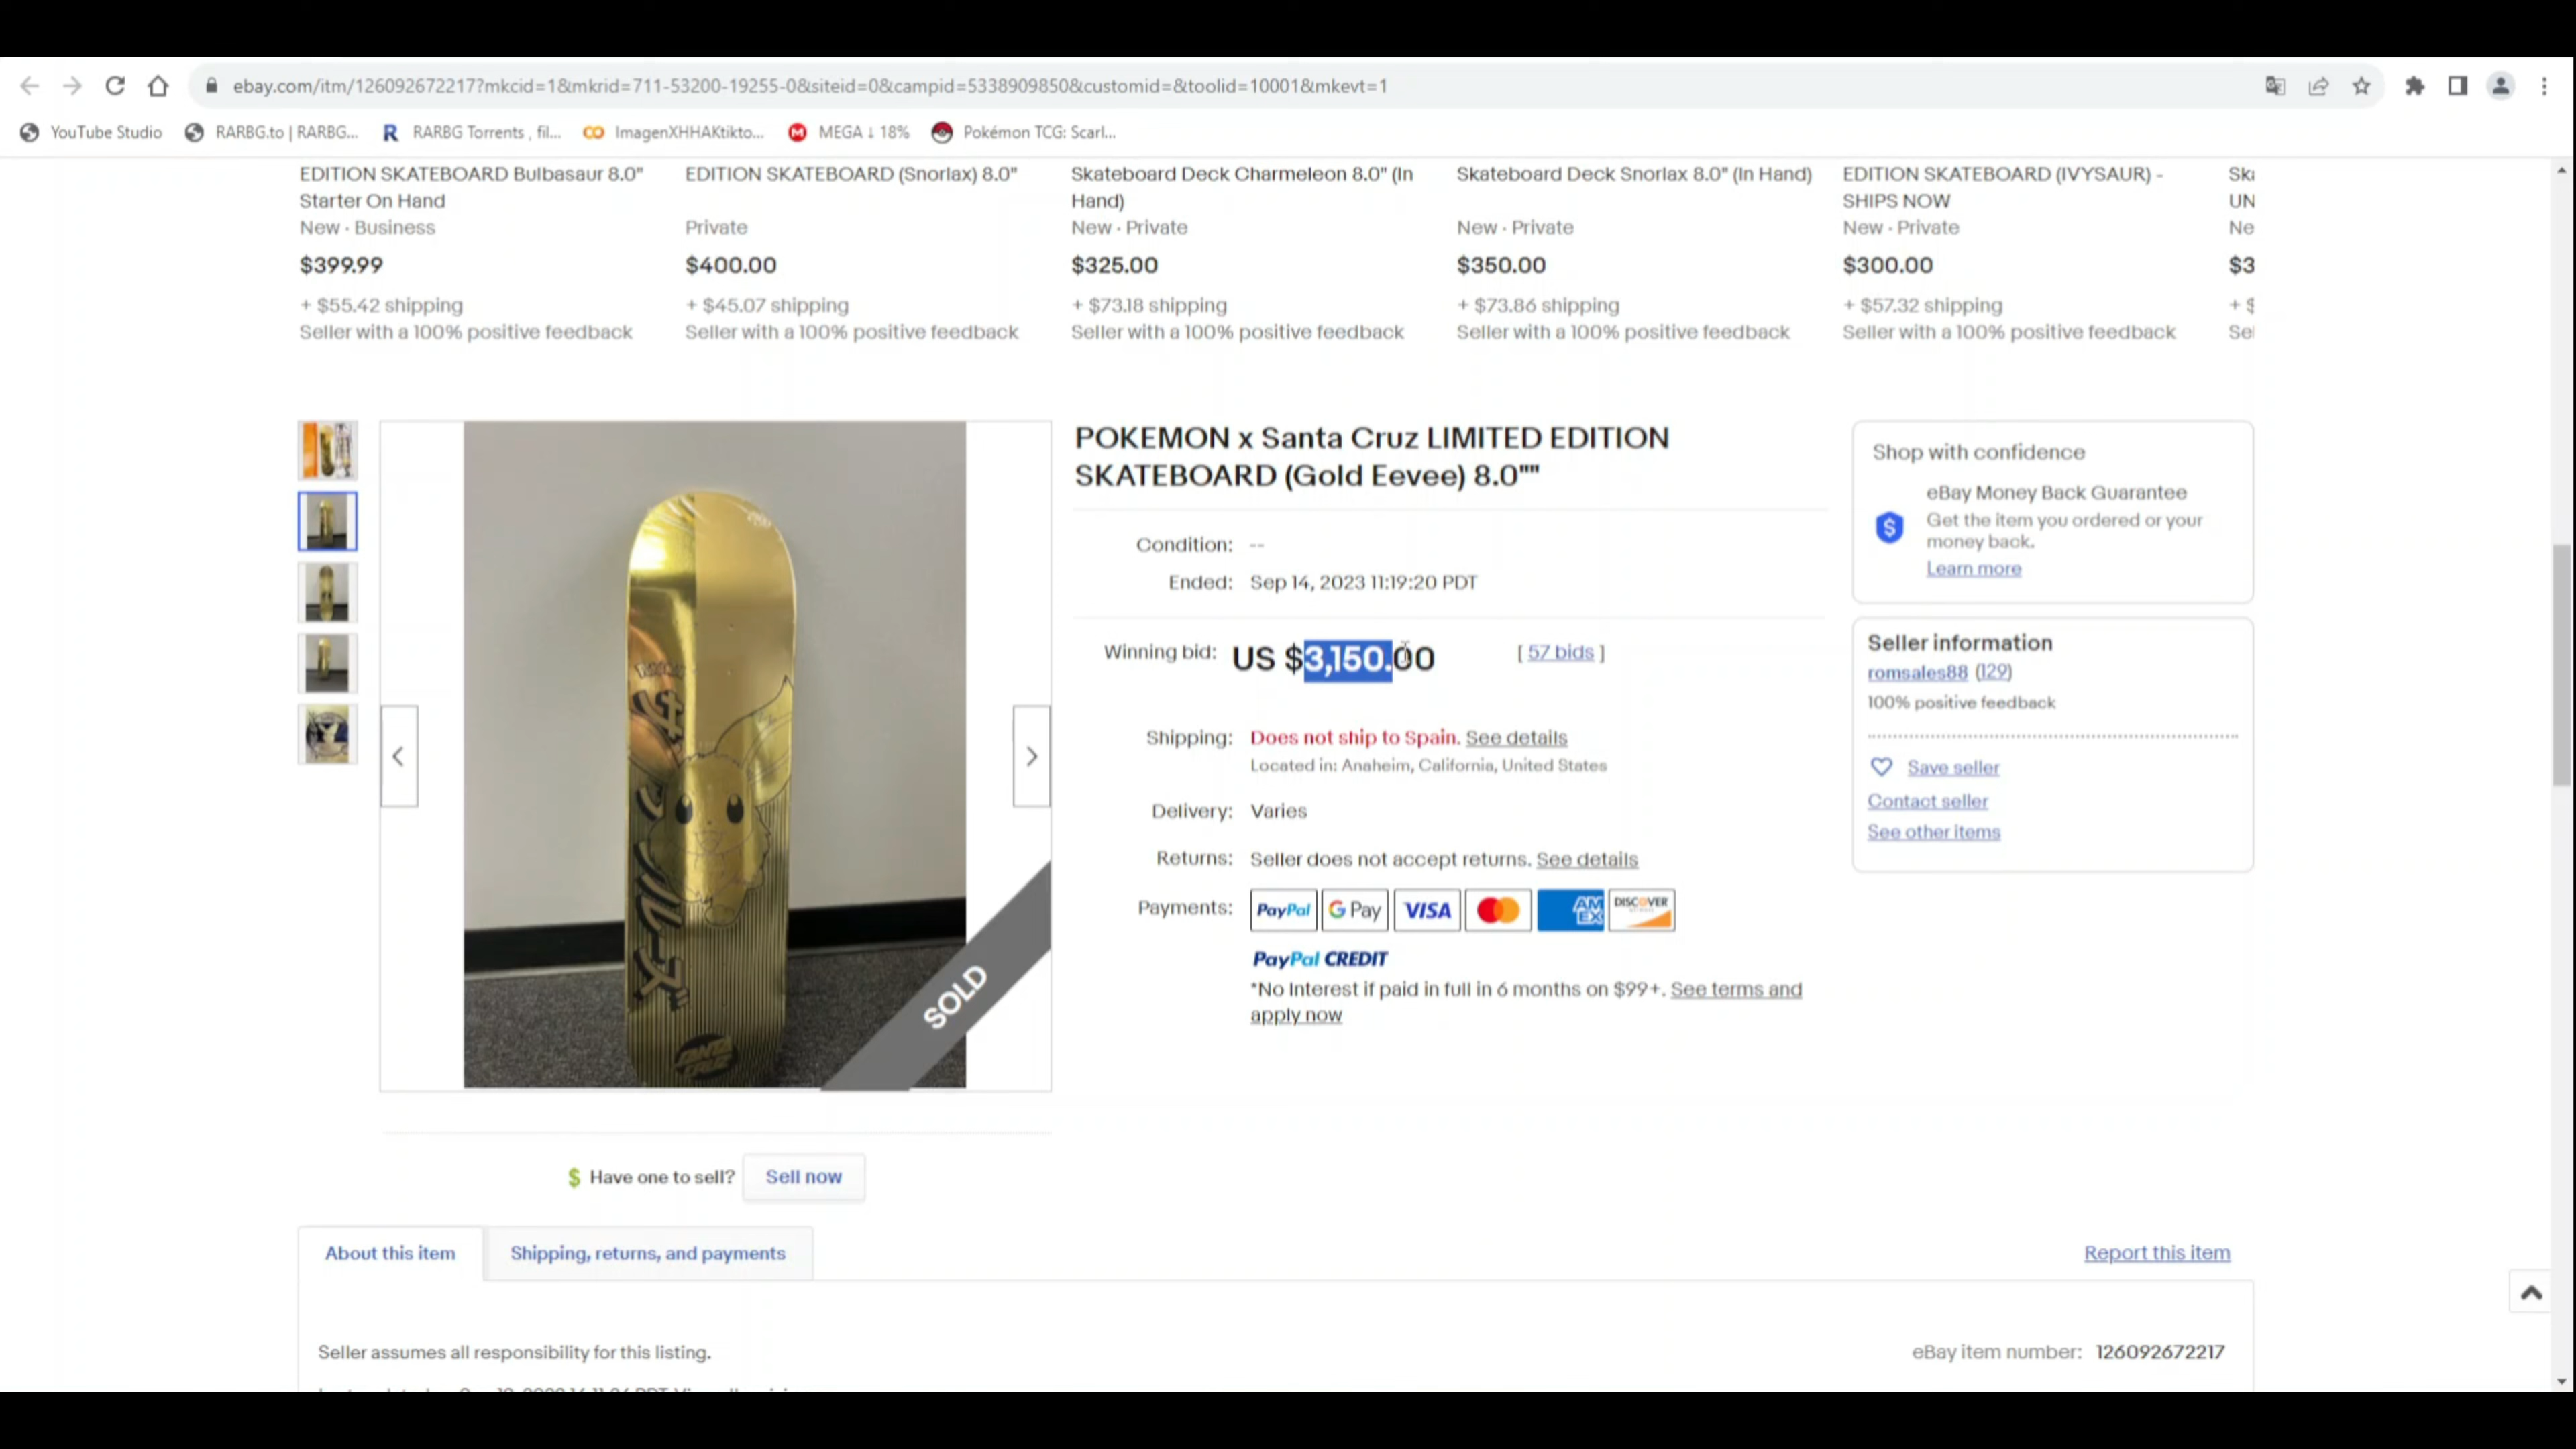 ebay.com/itm/126092672217?mkcid=1&mkrid=711-53200-19255-0&siteid=0&campid=5338909850&customid=&toolid=10001&mkevt=1
YouTube Studio RARBG.to | RARBG... RARBG Torrents , fil... ImagenXHHAKtikto... MEGA ↓ 18% Pokémon TCG: Scarl...
EDITION SKATEBOARD Bulbasaur 8.0"
Starter On Hand
New · Business
$399.99
+ $55.42 shipping
Seller with a 100% positive feedback
EDITION SKATEBOARD (Snorlax) 8.0"
Private
$400.00
+ $45.07 shipping
Seller with a 100% positive feedback
Skateboard Deck Charmeleon 8.0" (In
Hand)
New · Private
$325.00
+ $73.18 shipping
Seller with a 100% positive feedback
Skateboard Deck Snorlax 8.0" (In Hand)
New · Private
$350.00
+ $73.86 shipping
Seller with a 100% positive feedback
EDITION SKATEBOARD (IVYSAUR) -
SHIPS NOW
New · Private
$300.00
+ $57.32 shipping
Seller with a 100% positive feedback
UN
Ne
$3
+ $
POKEMON x Santa Cruz LIMITED EDITION
SKATEBOARD (Gold Eevee) 8.0""
Condition: --
Ended: Sep 14, 2023 11:19:20 PDT
Winning bid: US $3,150.00 [ 57 bids ]
Shipping: Does not ship to Spain. See details
Located in: Anaheim, California, United States
Delivery: Varies
Returns: Seller does not accept returns. See details
Payments: PayPal G Pay VISA AM EX DISCOVER
PayPal CREDIT
*No Interest if paid in full in 6 months on $99+. See terms and
apply now
Shop with confidence
eBay Money Back Guarantee
Get the item you ordered or your
money back.
Learn more
Seller information
romsales88 (129)
100% positive feedback
Save seller
Contact seller
See other items
SOLD
$ Have one to sell? Sell now
About this item Shipping, returns, and payments Report this item
Seller assumes all responsibility for this listing.
eBay item number: 126092672217